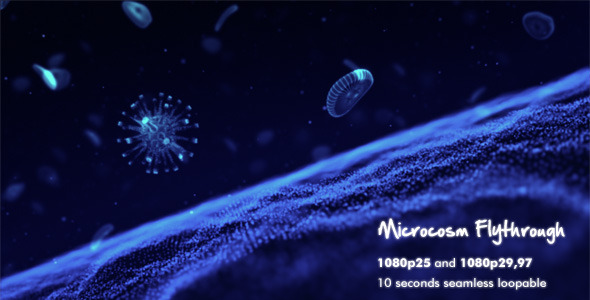 Microcosm Flythrough
1080p25 and 1080p29,97
10 seconds seamless loopable